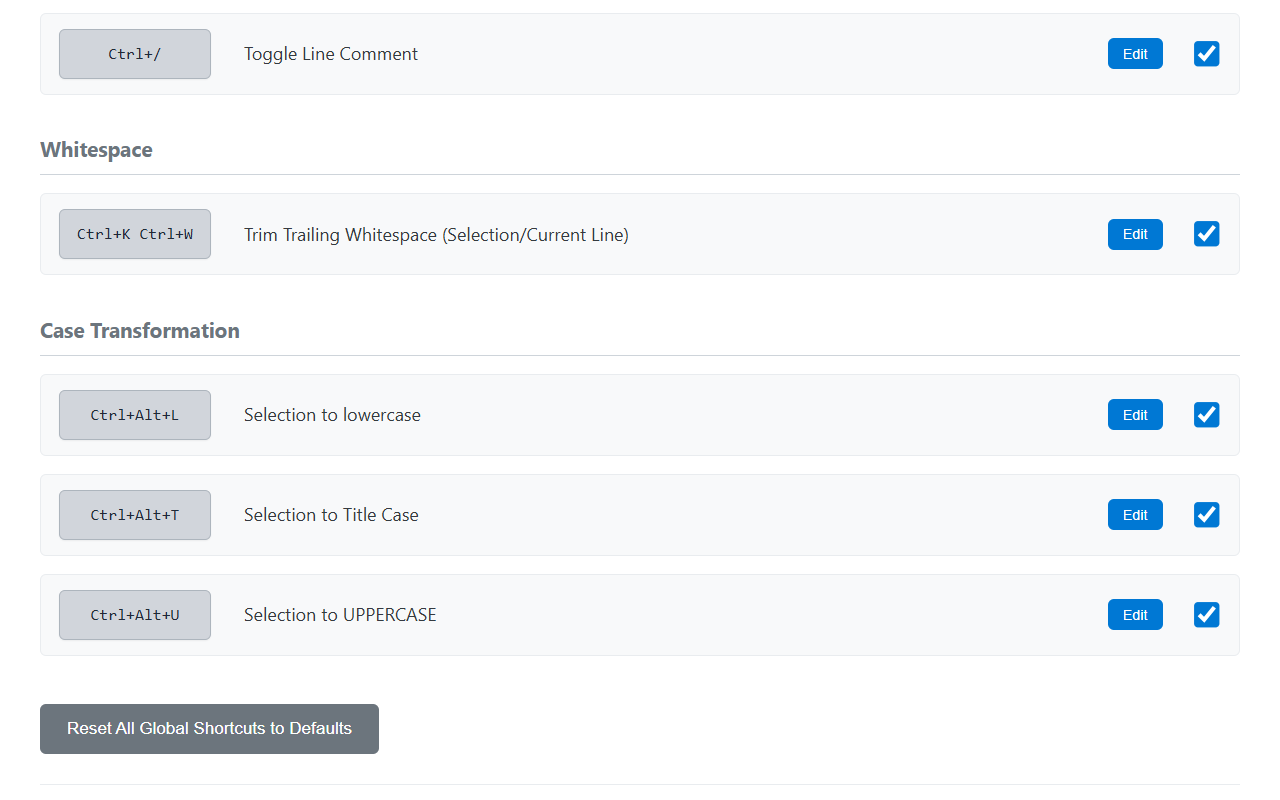 Ctrl+/ Toggle Line Comment Edit
Whitespace
Ctrl+K Ctrl+W Trim Trailing Whitespace (Selection/Current Line) Edit
Case Transformation
Ctrl+Alt+L Selection to lowercase Edit
Ctrl+Alt+T Selection to Title Case Edit
Ctrl+Alt+U Selection to UPPERCASE Edit
Reset All Global Shortcuts to Defaults